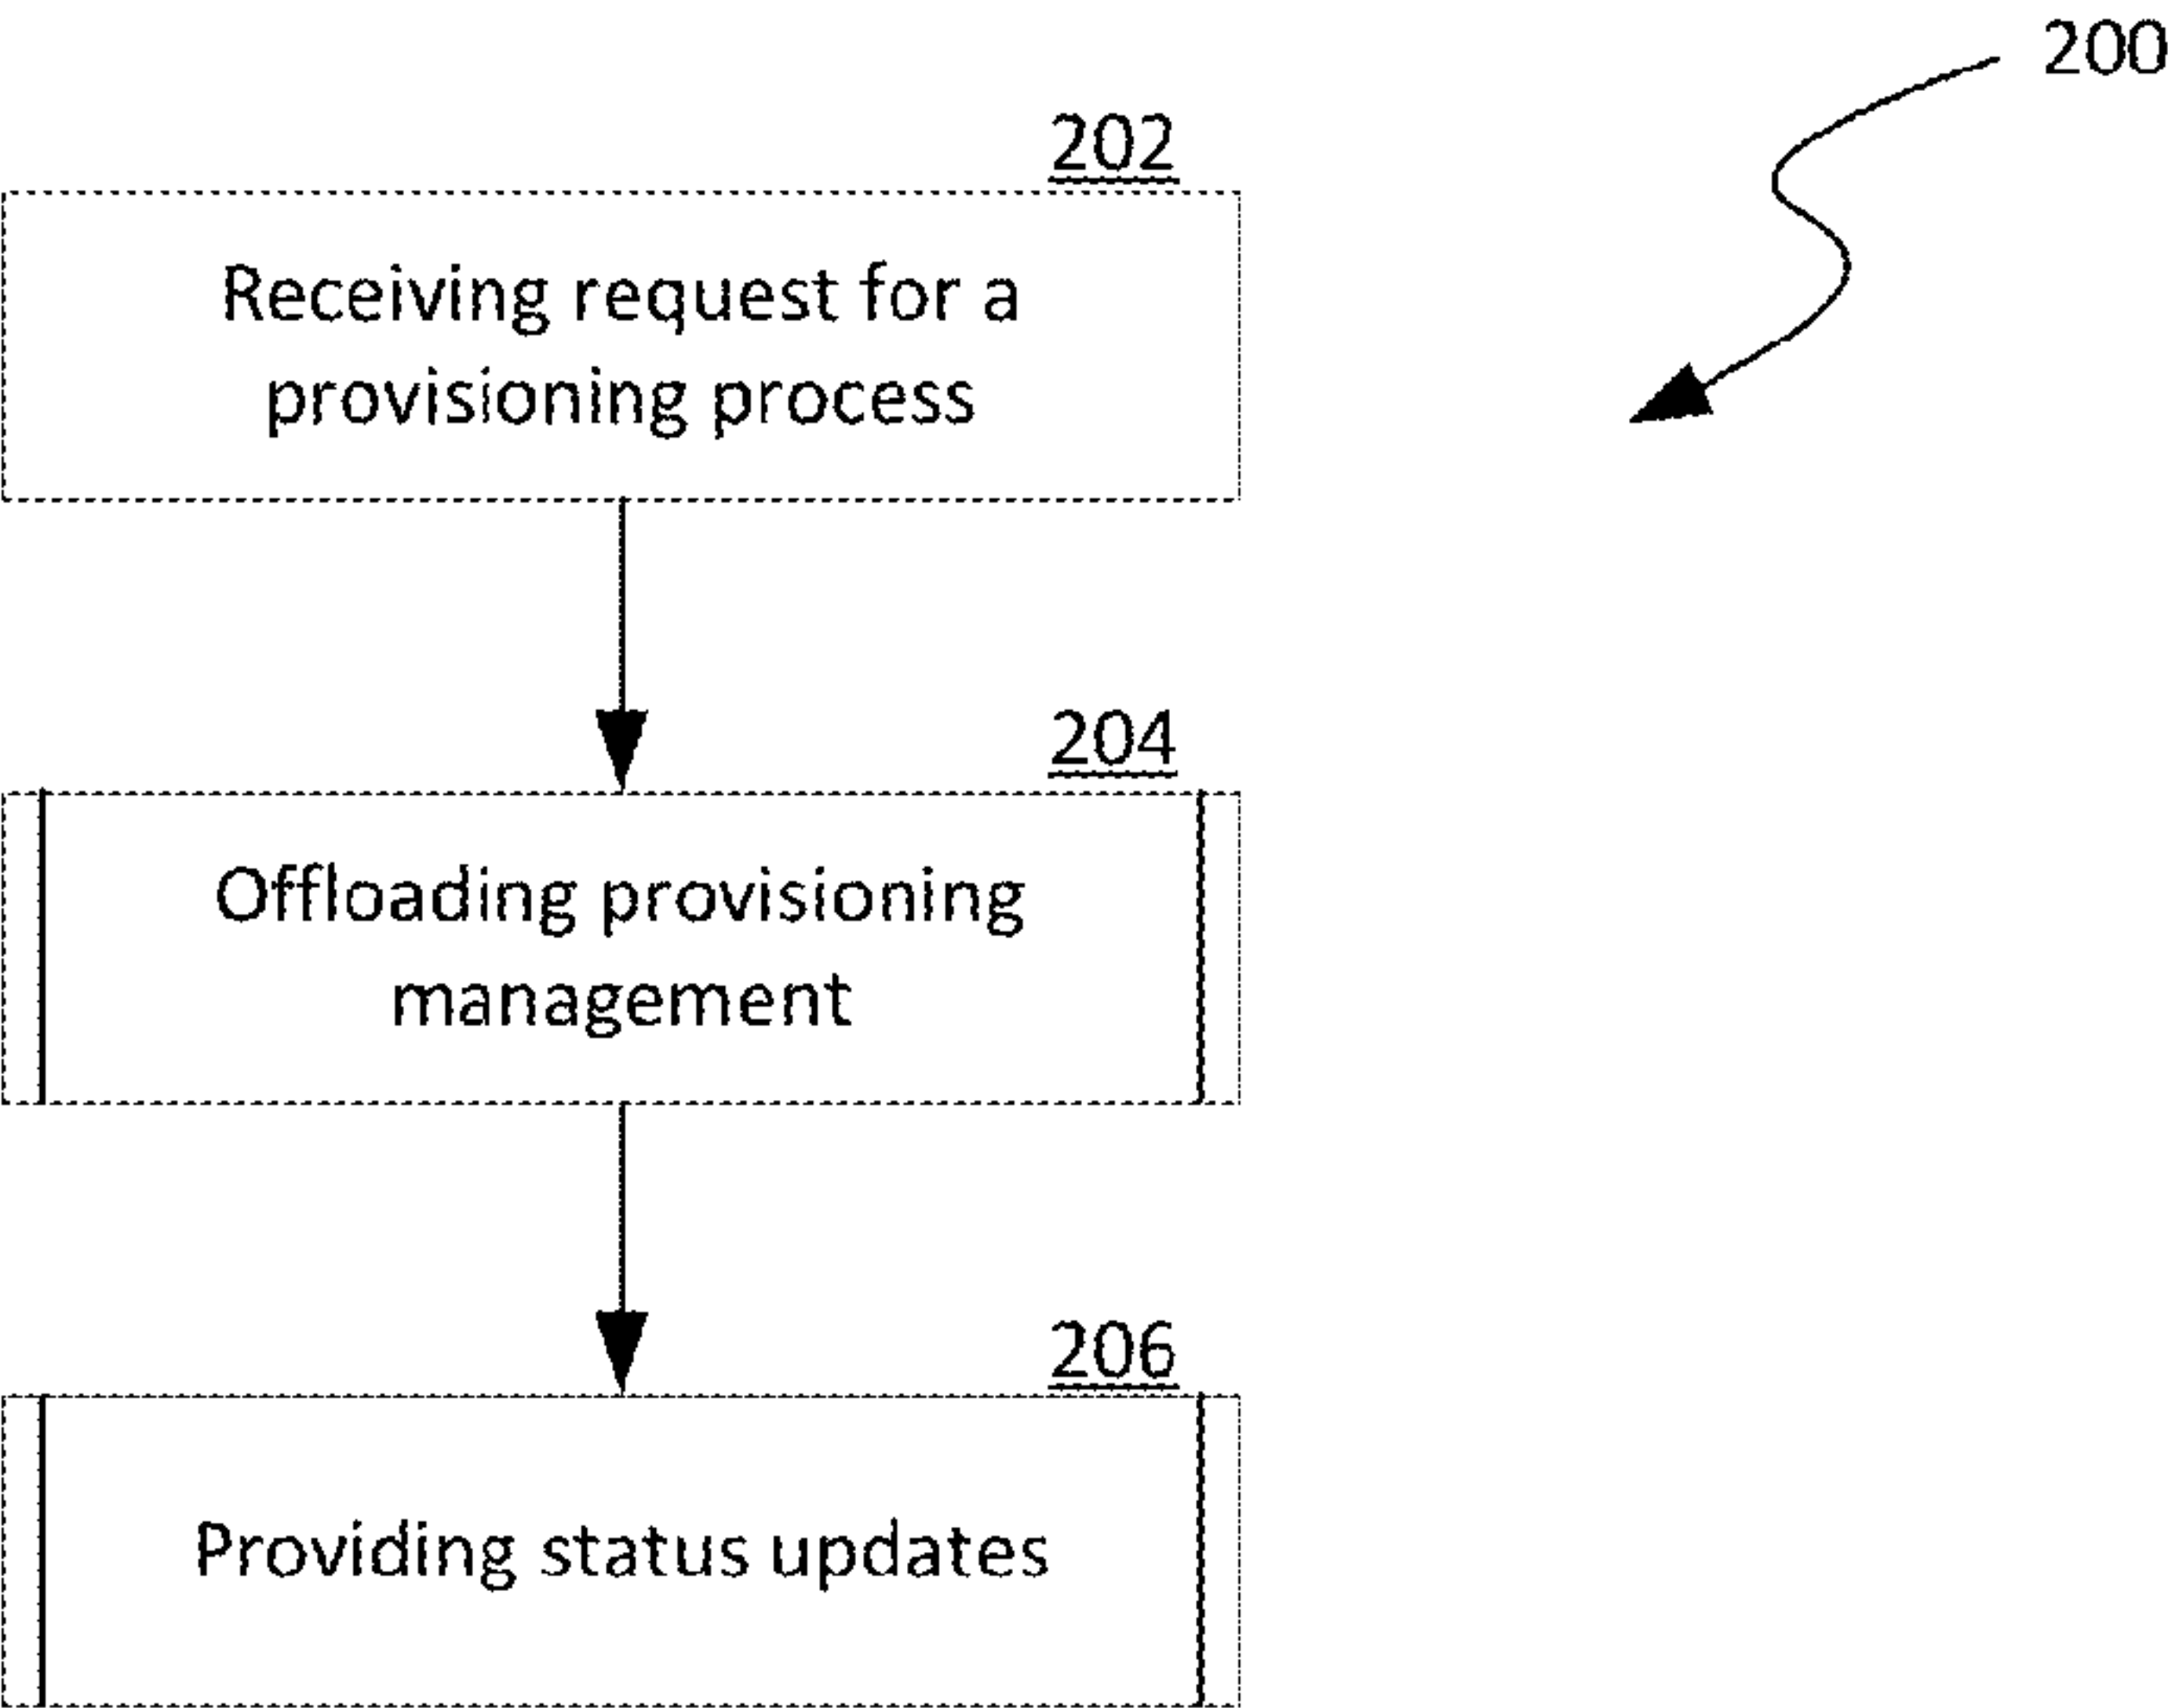 200
202
Receiving request for a
provisioning process
204
Offloading provisioning
management
206
Providing status updates